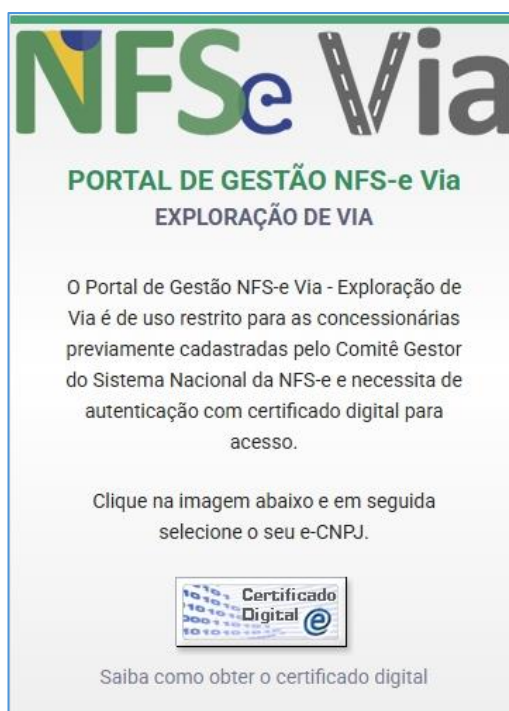 NFSe Via
PORTAL DE GESTÃO NFS-e Via
EXPLORAÇÃO DE VIA
O Portal de Gestão NFS-e Via - Exploração de
Via é de uso restrito para as concessionárias
previamente cadastradas pelo Comitê Gestor
do Sistema Nacional da NFS-e e necessita de
autenticação com certificado digital para
acesso.
Clique na imagem abaixo e em seguida
selecione o seu e-CNPJ.
Certificado
Digital e
Saiba como obter o certificado digital